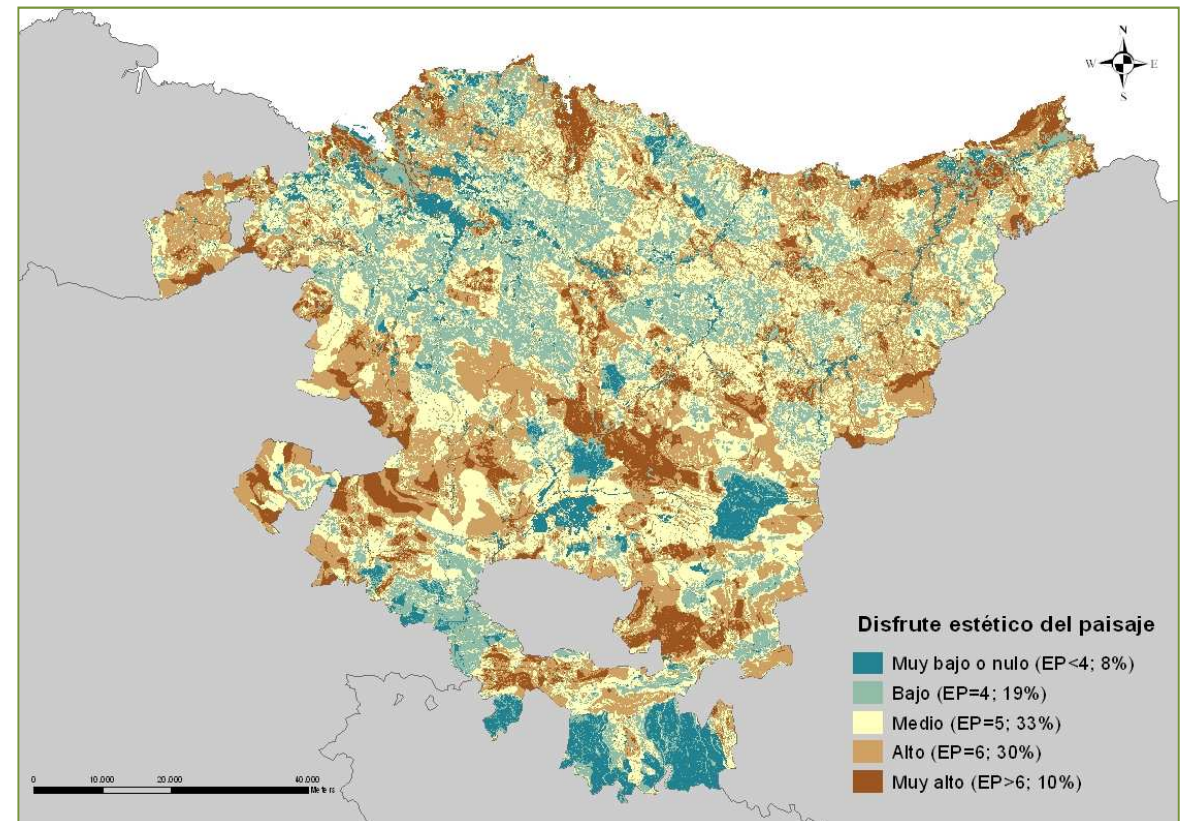 N
W E
S
Disfrute estético del paisaje
Muy bajo o nulo (EP<4; 8%)
Bajo (EP=4; 19%)
Medio (EP=5; 33%)
Alto (EP=6; 30%)
Muy alto (EP>6; 10%)
0 10.000 20.000 40.000
Meters